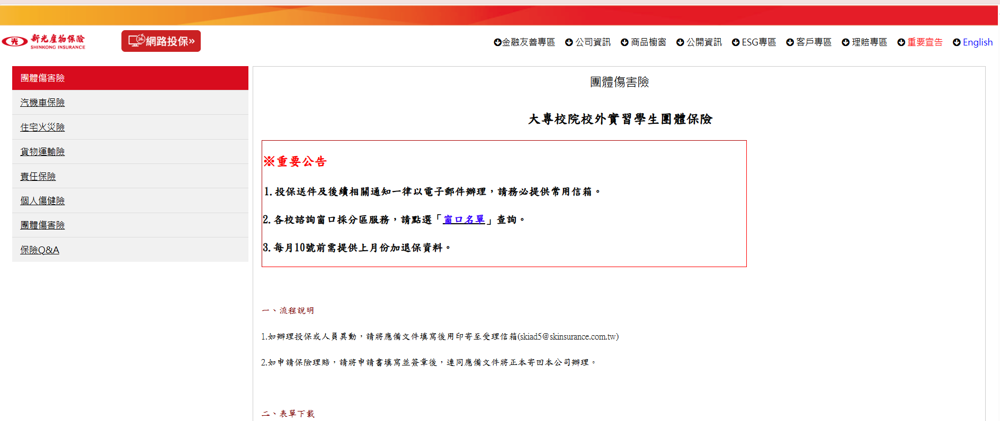 新光產物保險
SHINKONG INSURANCE
24h 網路投保»
金融友善專區 公司資訊 商品櫥窗 公開資訊 ESG專區 客戶專區 理賠專區 重要宣告 English
團體傷害險
汽機車保險
住宅火災險
貨物運輸險
責任保險
個人傷健險
團體傷害險
保險Q&A
團體傷害險
大專校院校外實習學生團體保險
※重要公告
1.投保送件及後續相關通知一律以電子郵件辦理，請務必提供常用信箱。
2.各校諮詢窗口採分區服務，請點選「窗口名單」查詢。
3.每月10號前需提供上月份加退保資料。
一、流程說明
1.如辦理投保或人員異動，請將應備文件填寫後用印寄至受理信箱(skiad5@skinsurance.com.tw)
2.如申請保險理賠，請將申請書填寫並簽章後，連同應備文件將正本寄回本公司辦理。
二、表單下載